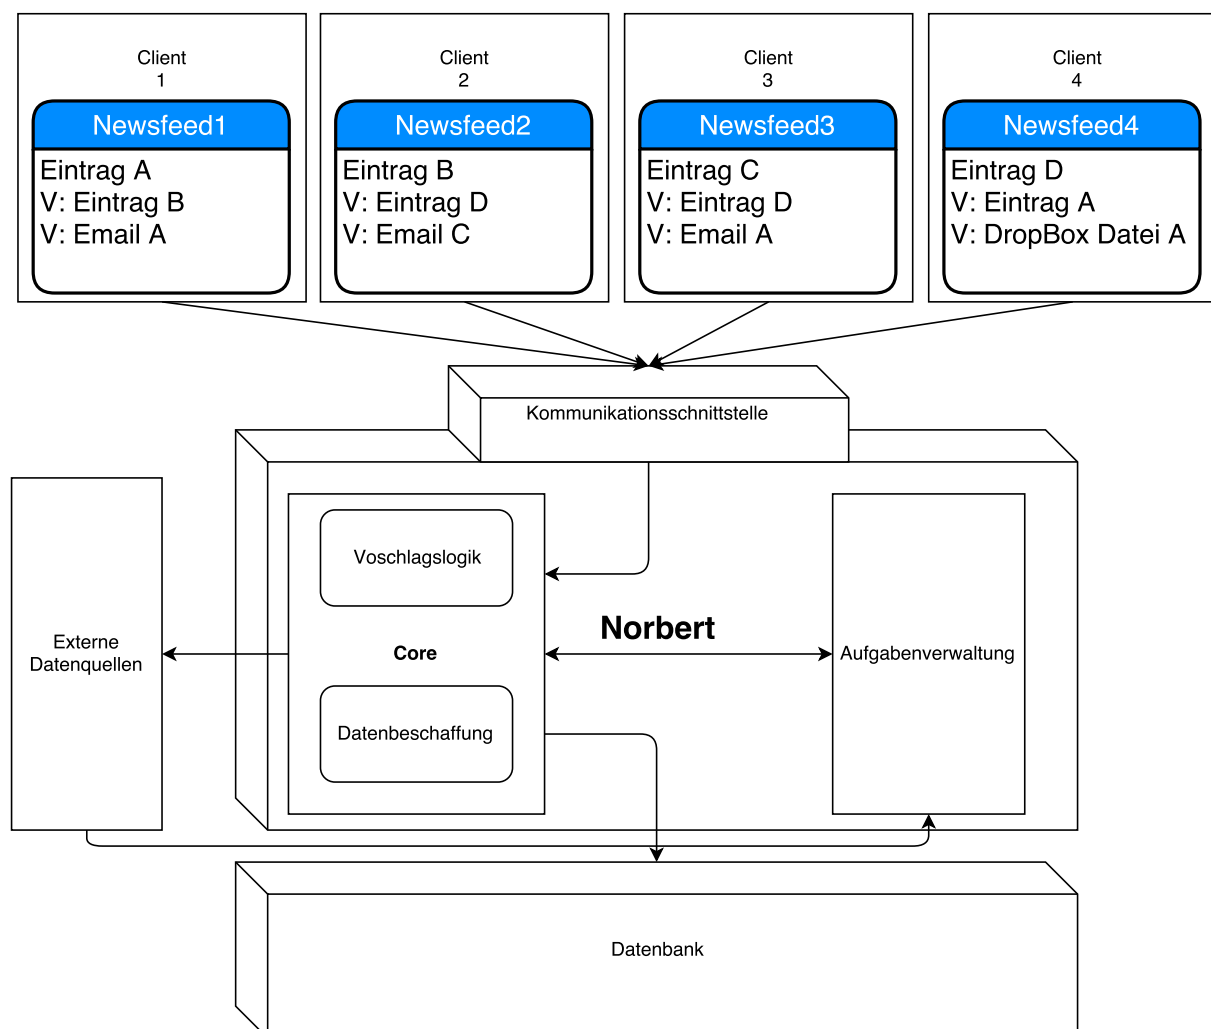 Client
1
Newsfeed1
Eintrag A
V: Eintrag B
V: Email A
Client
2
Newsfeed2
Eintrag B
V: Eintrag D
V: Email C
Client
3
Newsfeed3
Eintrag C
V: Eintrag D
V: Email A
Client
4
Newsfeed4
Eintrag D
V: Eintrag A
V: DropBox Datei A
Kommunikationsschnittstelle
Externe
Datenquellen
Voschlagslogik
Core
Datenbeschaffung
Norbert
Aufgabenverwaltung
Datenbank